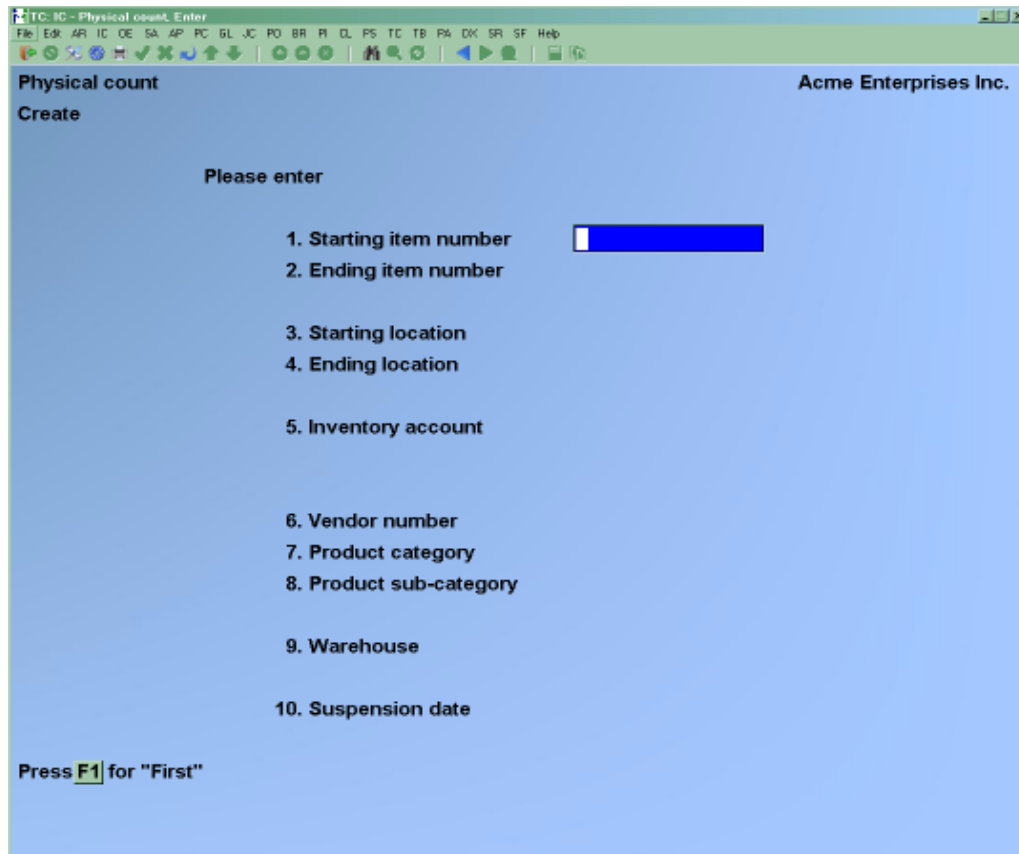 TC: IC - Physical count, Enter
File Edit AR IC OE SA AP PC GL JC PO BR PI CL PS TC TB PA DX SR SF Help
Physical count Acme Enterprises Inc.
Create
Please enter
1. Starting item number
2. Ending item number
3. Starting location
4. Ending location
5. Inventory account
6. Vendor number
7. Product category
8. Product sub-category
9. Warehouse
10. Suspension date
Press F1 for "First"